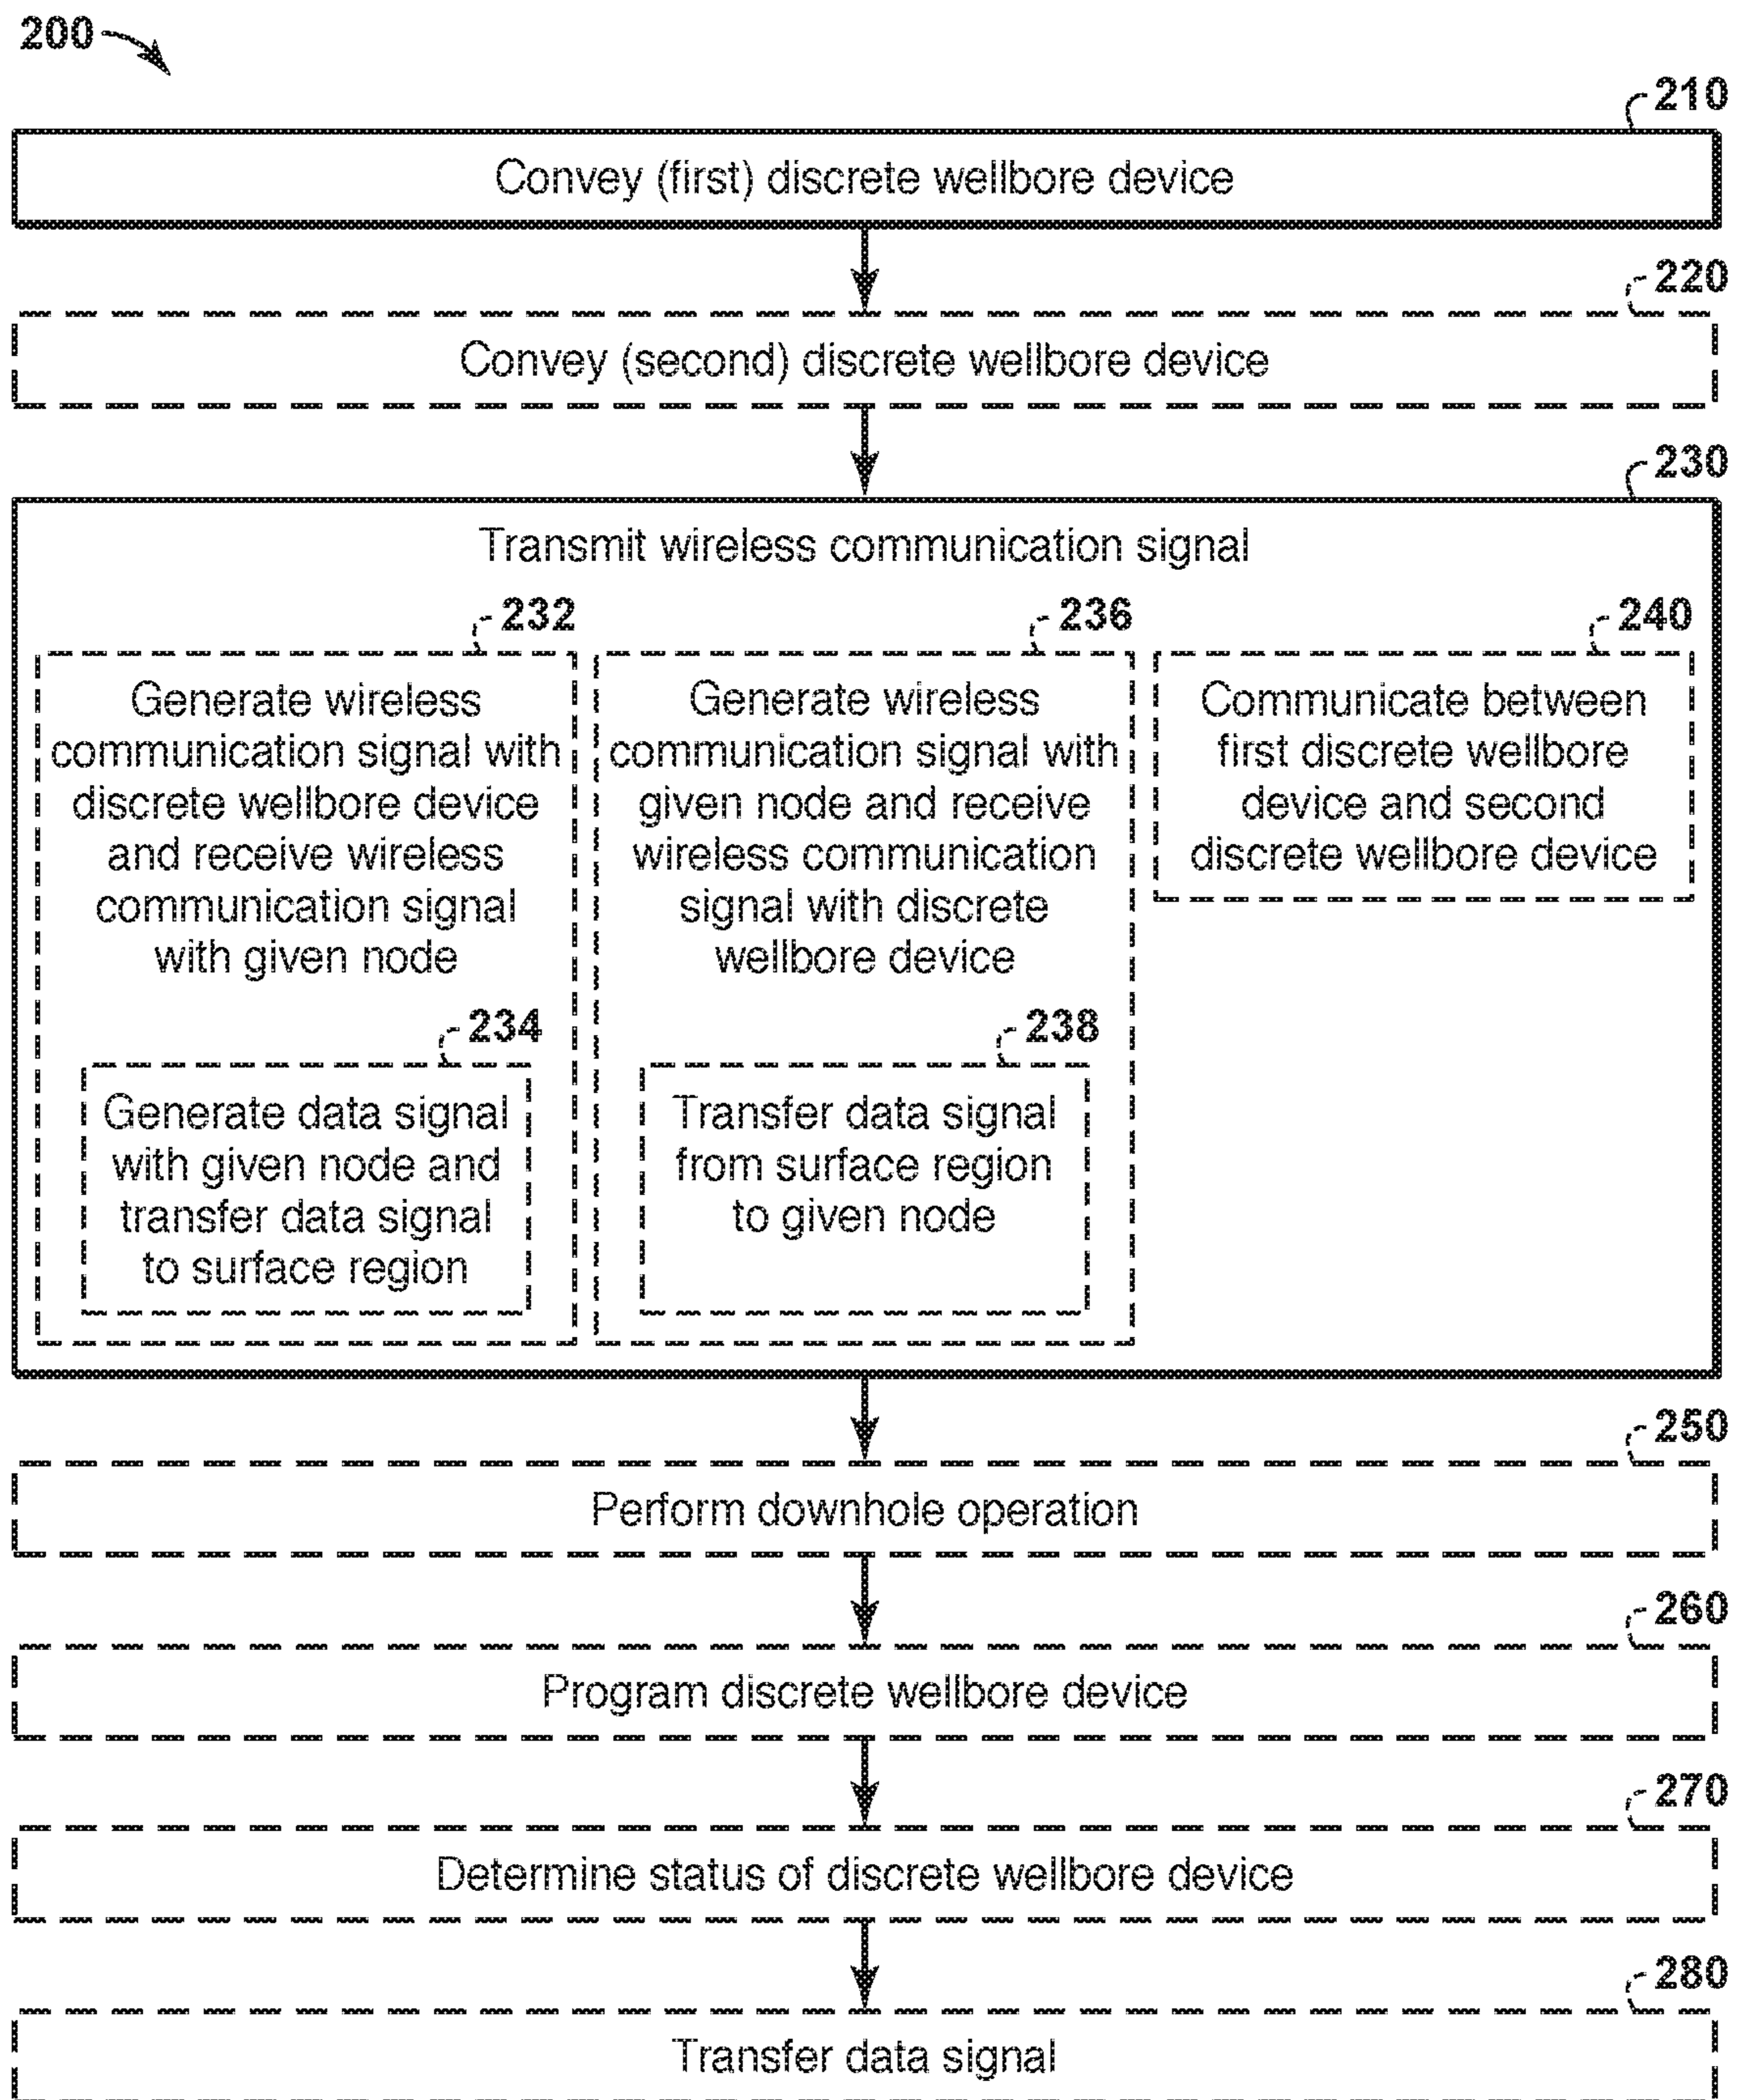 200
210
Convey (first) discrete wellbore device
220
Convey (second) discrete wellbore device
230
Transmit wireless communication signal
232
Generate wireless
communication signal with
discrete wellbore device
and receive wireless
communication signal
with given node
234
Generate data signal
with given node and
transfer data signal
to surface region
236
Generate wireless
communication signal with
given node and receive
wireless communication
signal with discrete
wellbore device
238
Transfer data signal
from surface region
to given node
240
Communicate between
first discrete wellbore
device and second
discrete wellbore device
250
Perform downhole operation
260
Program discrete wellbore device
270
Determine status of discrete wellbore device
280
Transfer data signal